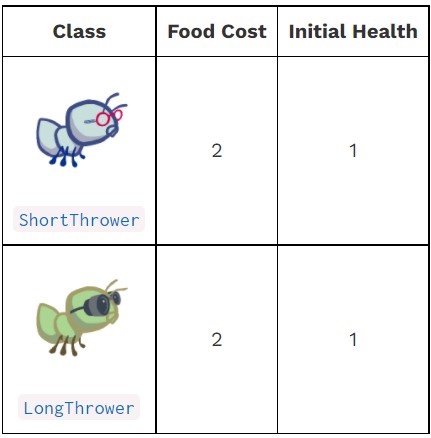 Class Food Cost Initial Health
2 1
ShortThrower
2 1
LongThrower